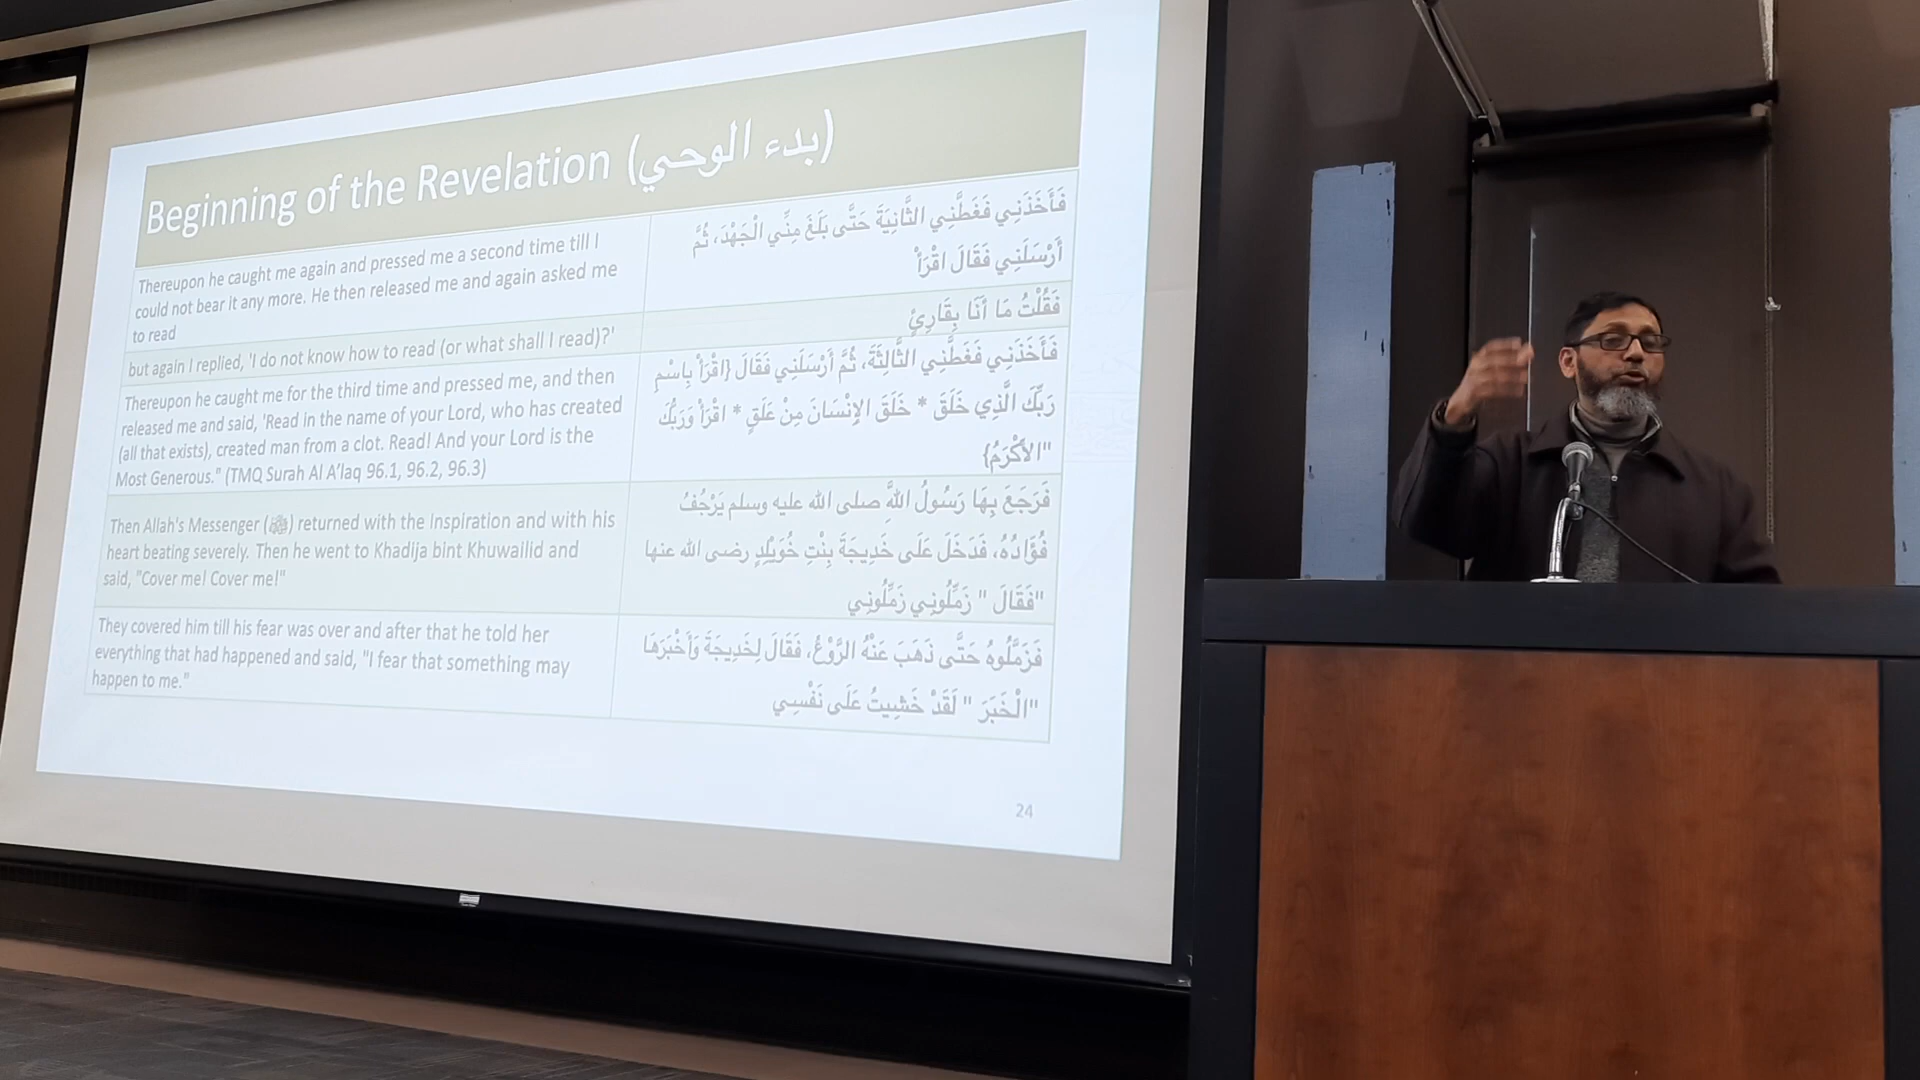 Beginning of the Revelation (بدء الوحي)
Thereupon he caught me again and pressed me a second time till I
could not bear it any more. He then released me and again asked me
to read
فَأَخَذَنِي فَغَطَّنِي الثَّانِيَةَ حَتَّى بَلَغَ مِنِّي الْجَهْدَ، ثُمَّ
أَرْسَلَنِي فَقَالَ اقْرَأْ
but again I replied, 'I do not know how to read (or what shall I read)?'
فَقُلْتُ مَا أَنَا بِقَارِئٍ
Thereupon he caught me for the third time and pressed me, and then
released me and said, 'Read in the name of your Lord, who has created
(all that exists), created man from a clot. Read! And your Lord is the
Most Generous." (TMQ Surah Al A'laq 96.1, 96.2, 96.3)
فَأَخَذَنِي فَغَطَّنِي الثَّالِثَةَ، ثُمَّ أَرْسَلَنِي فَقَالَ {اقْرَأْ بِاسْمِ
رَبِّكَ الَّذِي خَلَقَ * خَلَقَ الإِنْسَانَ مِنْ عَلَقٍ * اقْرَأْ وَرَبُّكَ
"الأَكْرَمُ}
Then Allah's Messenger (ﷺ) returned with the Inspiration and with his
heart beating severely. Then he went to Khadija bint Khuwailid and
said, "Cover me! Cover me!"
فَرَجَعَ بِهَا رَسُولُ اللَّهِ صلى الله عليه وسلم يَرْجُفُ
فُؤَادُهُ، فَدَخَلَ عَلَى خَدِيجَةَ بِنْتِ خُوَيْلِدٍ رضى الله عنها
"فَقَالَ " زَمِّلُونِي زَمِّلُونِي
They covered him till his fear was over and after that he told her
everything that had happened and said, "I fear that something may
happen to me."
فَزَمَّلُوهُ حَتَّى ذَهَبَ عَنْهُ الرَّوْعُ، فَقَالَ لِخَدِيجَةَ وَأَخْبَرَهَا
"الْخَبَرَ " لَقَدْ خَشِيتُ عَلَى نَفْسِي
24